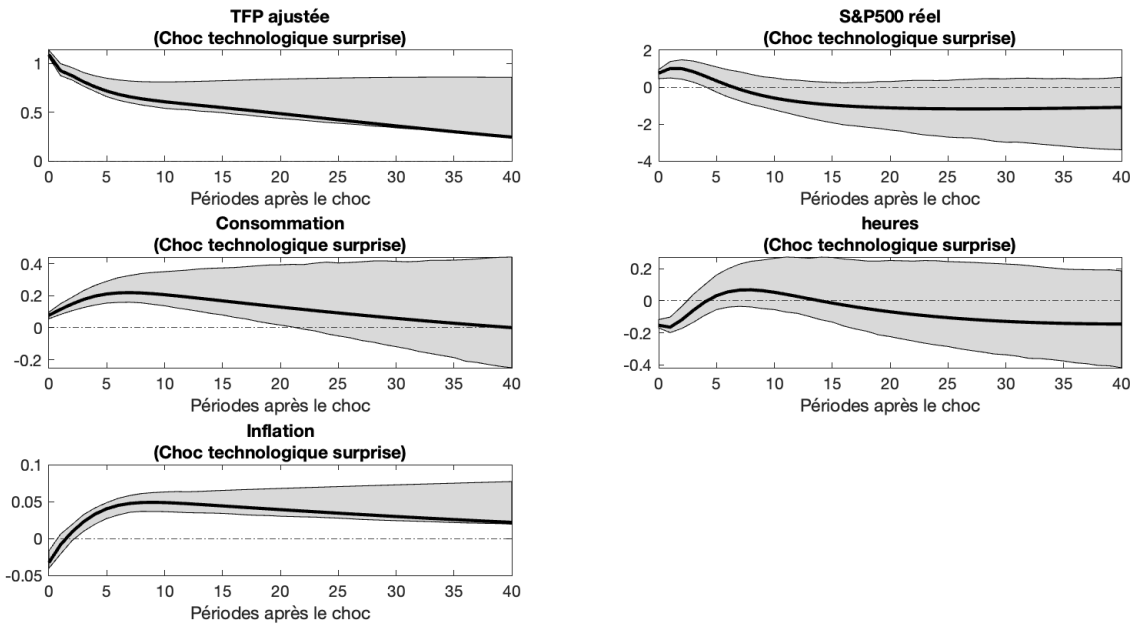 TFP ajustée
(Choc technologique surprise)
1
0.5
0
0 5 10 15 20 25 30 35 40
Périodes après le choc
S&P500 réel
(Choc technologique surprise)
2
0
-2
-4
0 5 10 15 20 25 30 35 40
Périodes après le choc
Consommation
(Choc technologique surprise)
0.4
0.2
0
-0.2
0 5 10 15 20 25 30 35 40
Périodes après le choc
heures
(Choc technologique surprise)
0.2
0
-0.2
-0.4
0 5 10 15 20 25 30 35 40
Périodes après le choc
Inflation
(Choc technologique surprise)
0.1
0.05
0
-0.05
0 5 10 15 20 25 30 35 40
Périodes après le choc